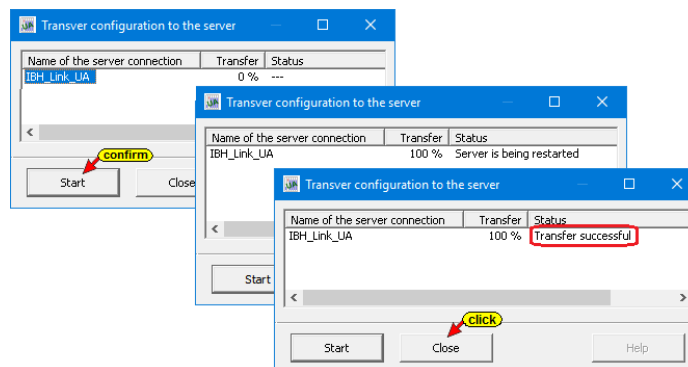 Transver configuration to the server
Name of the server connection Transfer Status
IBH_Link_UA 0 % ---
confirm
Start Close
Transver configuration to the server
Name of the server connection Transfer Status
IBH_Link_UA 100 % Server is being restarted
Start
Transver configuration to the server
Name of the server connection Transfer Status
IBH_Link_UA 100 % Transfer successful
click
Start Close Help